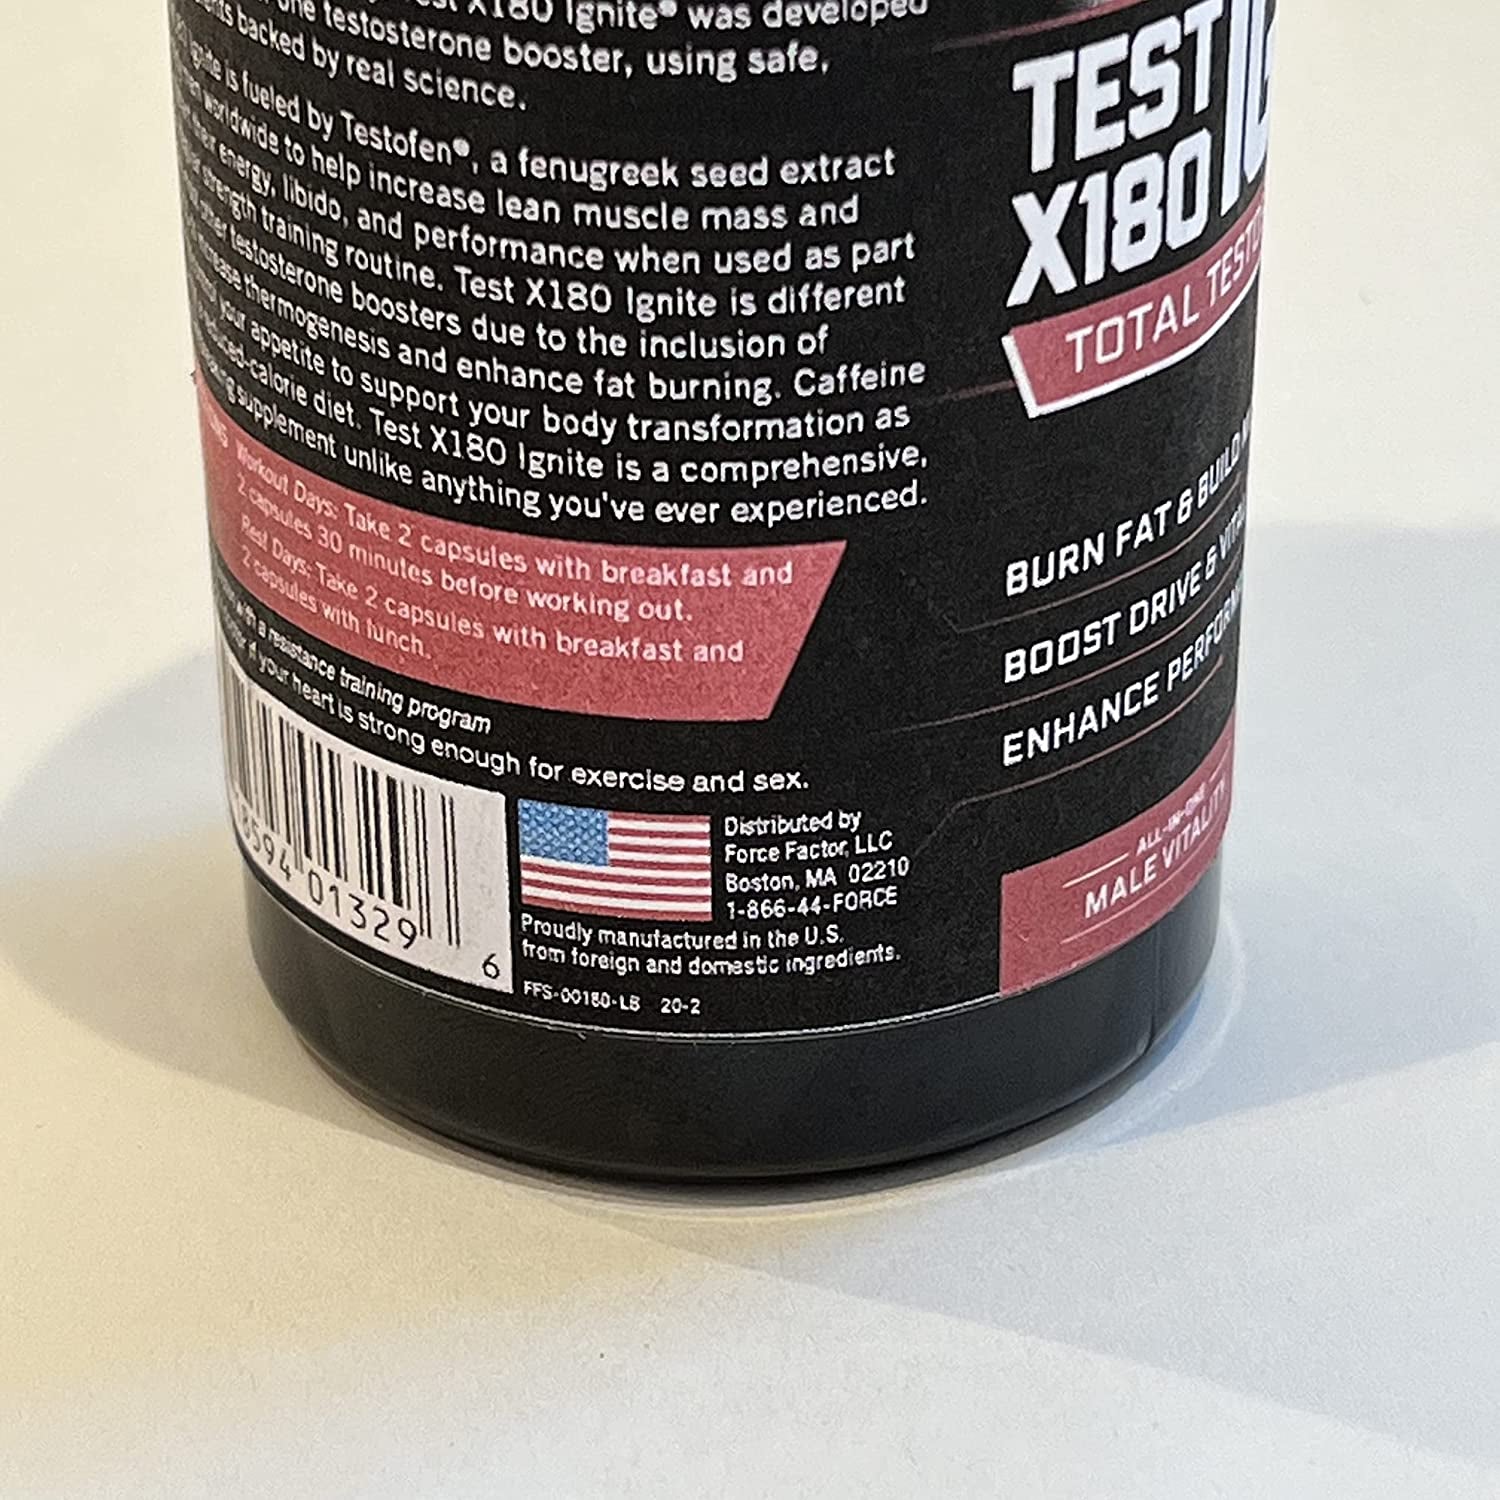 X180 Ignite® was developed
one testosterone booster, using safe,
backed by real science.
Ignite is fueled by Testofen®, a fenugreek seed extract
worldwide to help increase lean muscle mass and
energy, libido, and performance when used as part
strength training routine. Test X180 Ignite is different
other testosterone boosters due to the inclusion of
increase thermogenesis and enhance fat burning. Caffeine
your appetite to support your body transformation as
reduced-calorie diet. Test X180 Ignite is a comprehensive,
supplement unlike anything you've ever experienced.
Workout Days: Take 2 capsules with breakfast and
2 capsules 30 minutes before working out.
Rest Days: Take 2 capsules with breakfast and
2 capsules with lunch.
with a resistance training program
if your heart is strong enough for exercise and sex.
8594 01329 6
Distributed by
Force Factor, LLC
Boston, MA 02210
1-866-44-FORCE
Proudly manufactured in the U.S.
from foreign and domestic ingredients.
FFS-00180-LB 20-2
TEST
X180
TOTAL
BURN FAT & BUILD
BOOST DRIVE &
ENHANCE
ALL-IN-ONE
MALE VITALITY